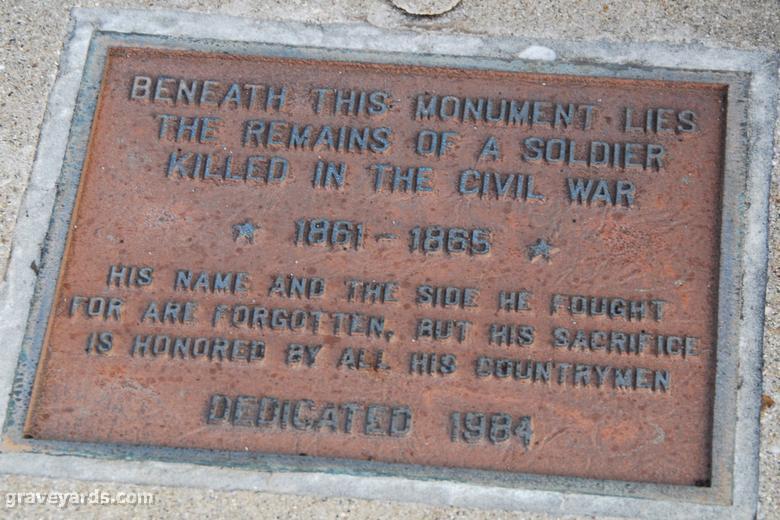 BENEATH THIS MONUMENT LIES
THE REMAINS OF A SOLDIER
KILLED IN THE CIVIL WAR
★ 1861 - 1865 ★
HIS NAME AND THE SIDE HE FOUGHT
FOR ARE FORGOTTEN, BUT HIS SACRIFICE
IS HONORED BY ALL HIS COUNTRYMEN
DEDICATED 1984
graveyards.com